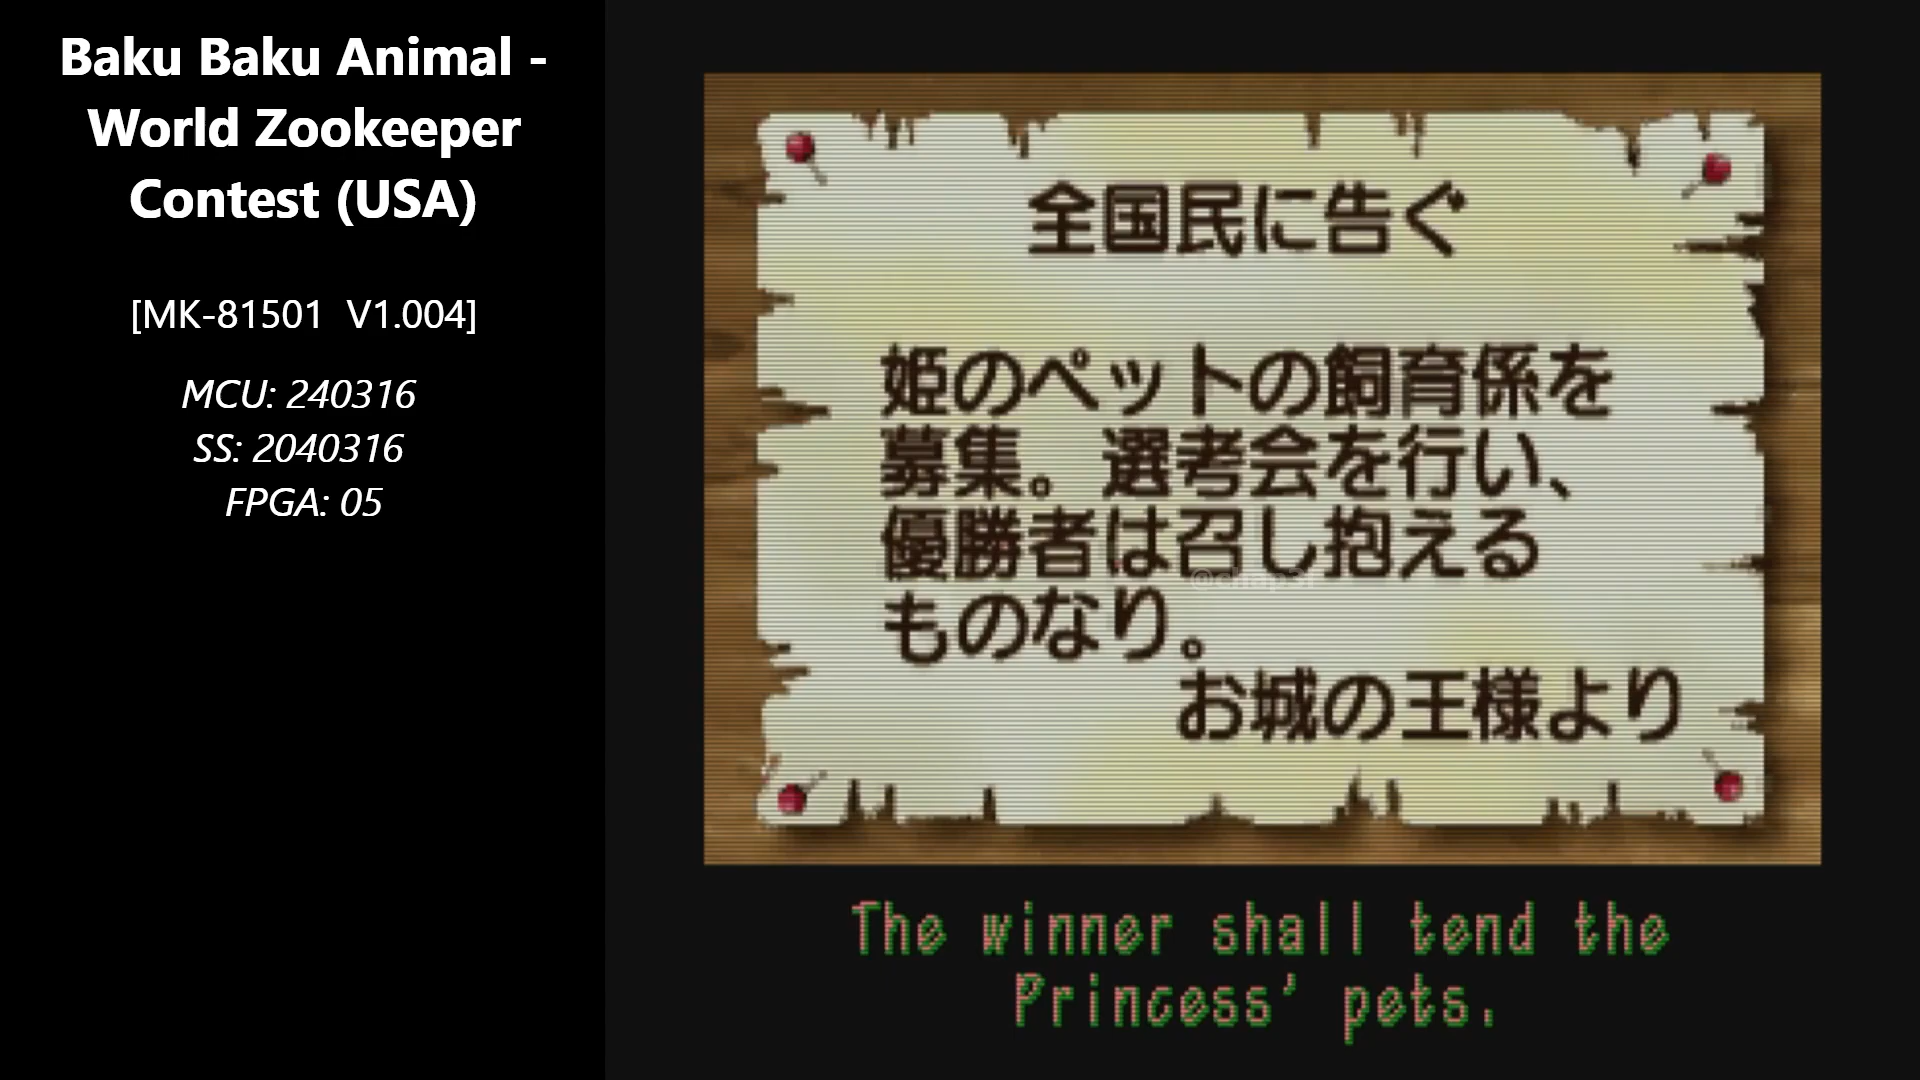 Baku Baku Animal -
World Zookeeper
Contest (USA)
[MK-81501 V1.004]
MCU: 240316
SS: 2040316
FPGA: 05
全国民に告ぐ
姫のペットの飼育係を
募集。選考会を行い、
優勝者は召し抱える
ものなり。
お城の王様より
The winner shall tend the
Princess' pets.